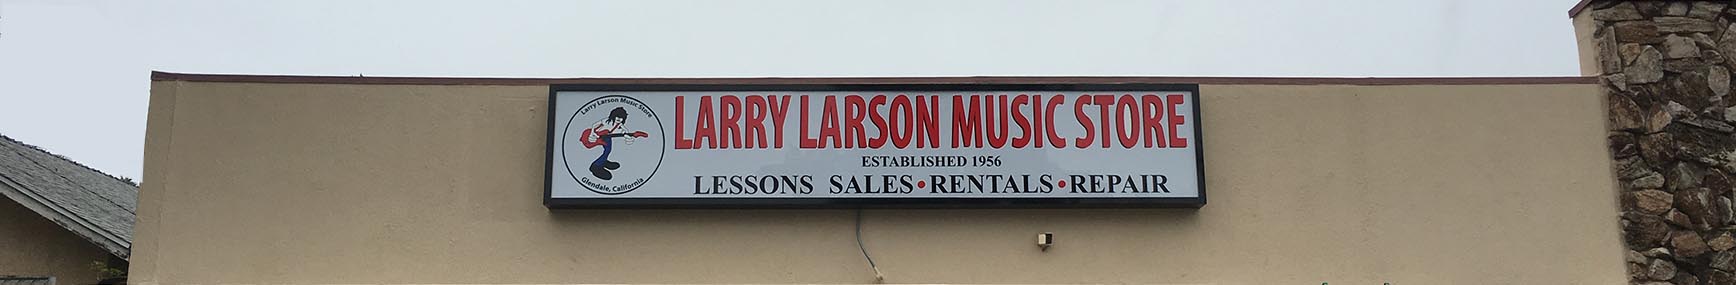 Larry Larson Music Store
Glendale, California
LARRY LARSON MUSIC STORE
ESTABLISHED 1956
LESSONS SALES•RENTALS•REPAIR